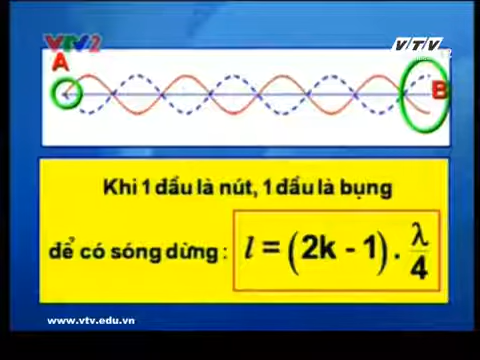 VTV2
VTV
A
B
Khi 1 đầu là nút, 1 đầu là bụng
để có sóng dừng : l = (2k - 1) . λ/4
www.vtv.edu.vn